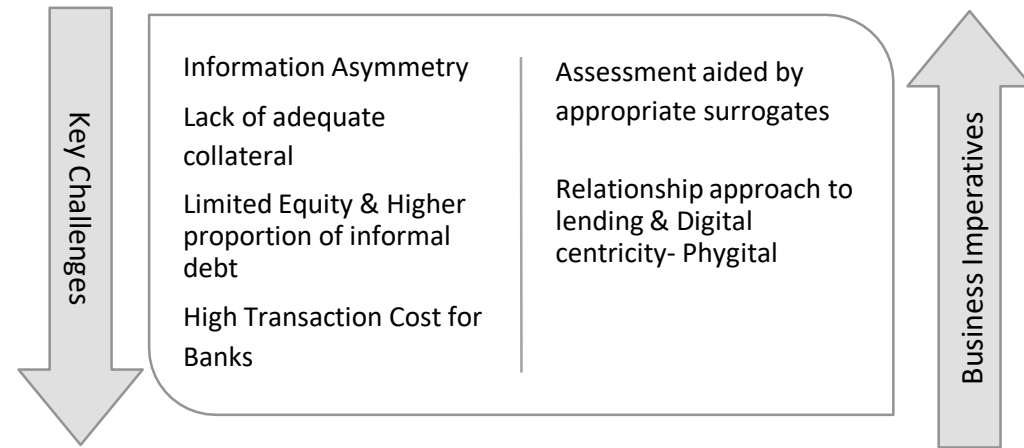 Key Challenges
Information Asymmetry
Lack of adequate
collateral
Limited Equity & Higher
proportion of informal
debt
High Transaction Cost for
Banks
Assessment aided by
appropriate surrogates
Relationship approach to
lending & Digital
centricity- Phygital
Business Imperatives